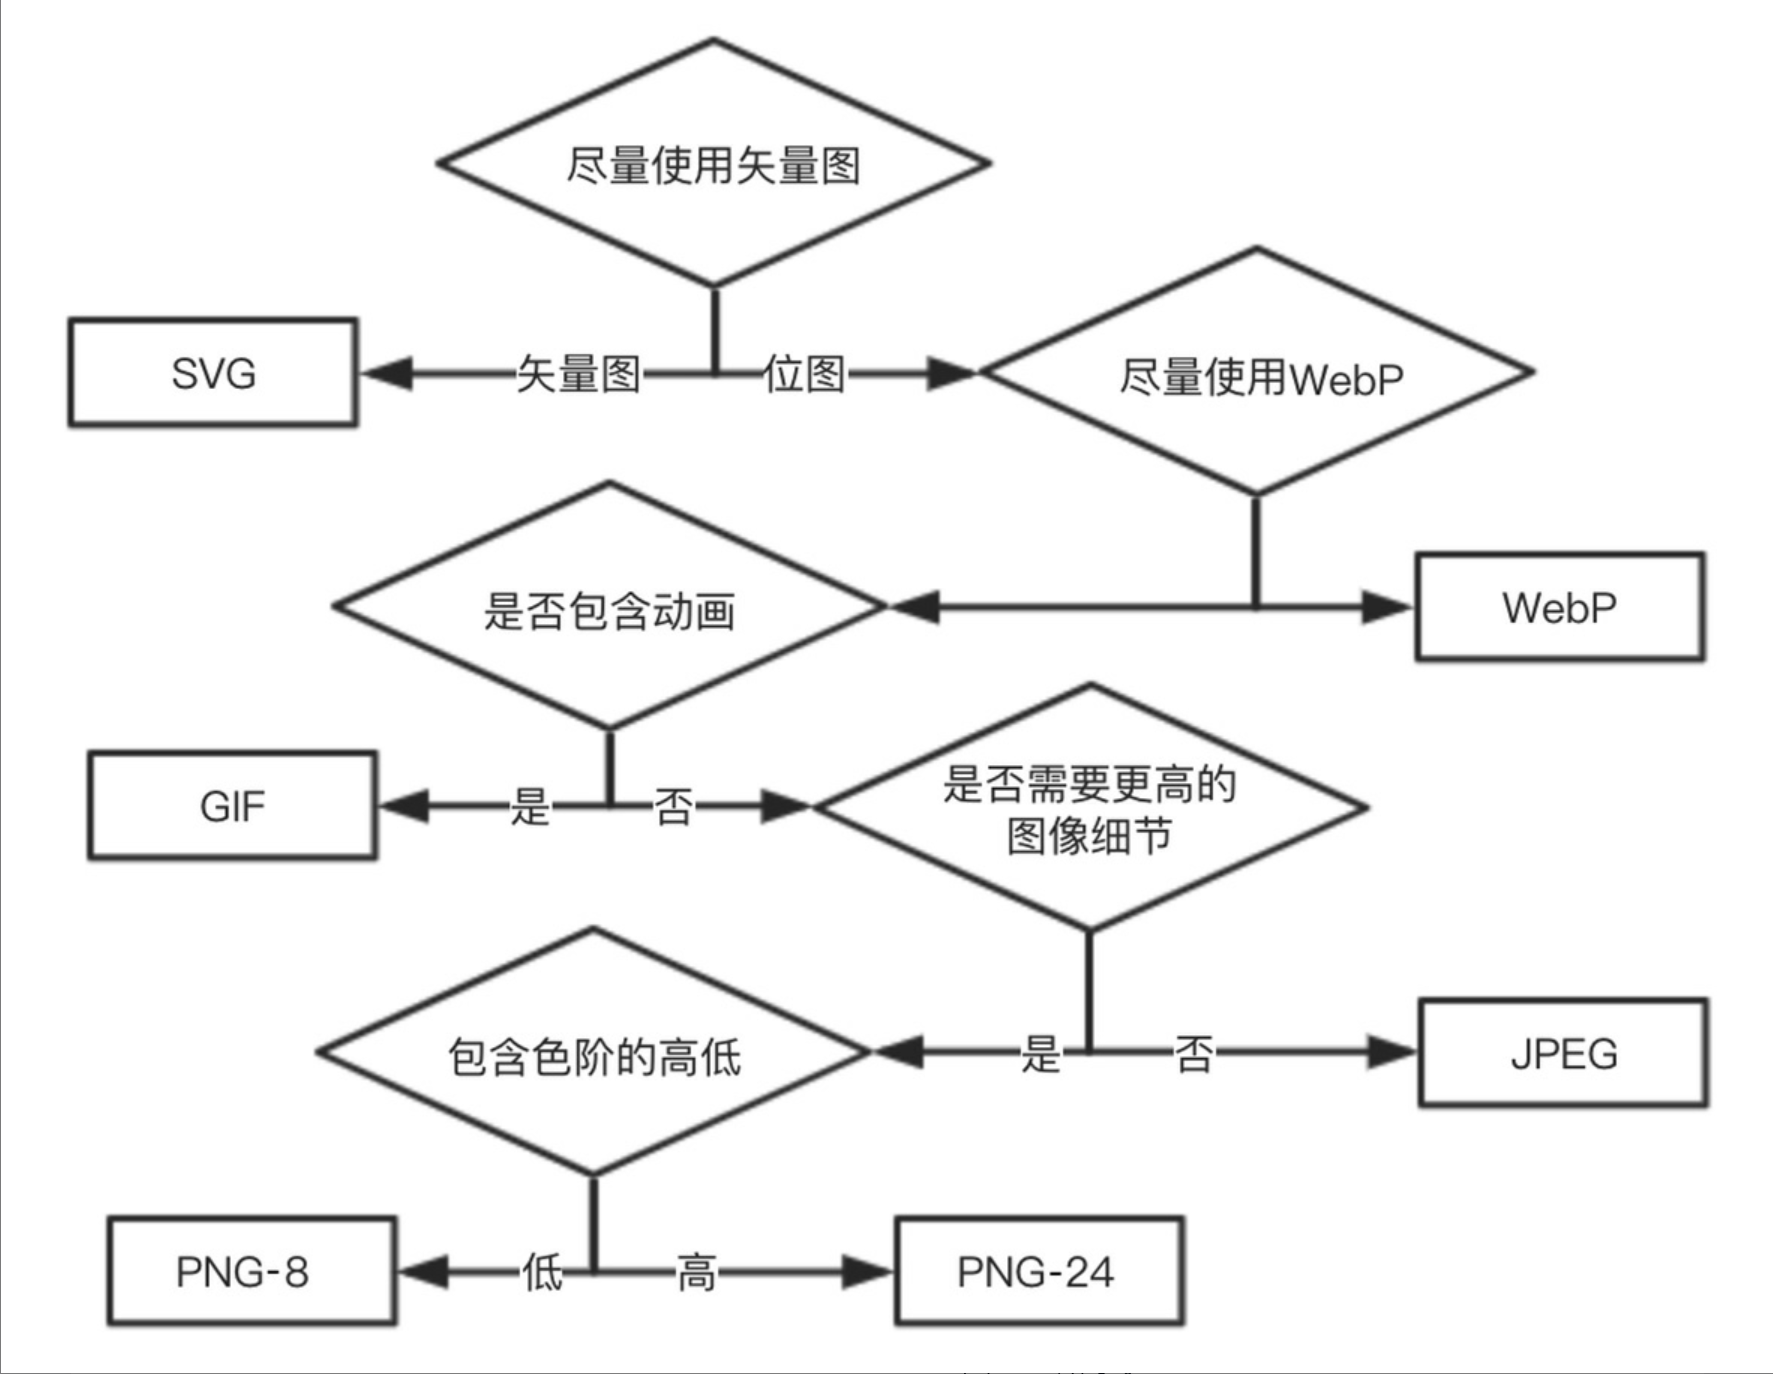 尽量使用矢量图
SVG
矢量图
位图
尽量使用WebP
是否包含动画
WebP
GIF
是
否
是否需要更高的
图像细节
包含色阶的高低
是
否
JPEG
PNG-8
低
高
PNG-24